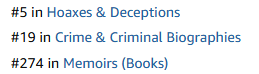 #5 in Hoaxes & Deceptions
#19 in Crime & Criminal Biographies
#274 in Memoirs (Books)